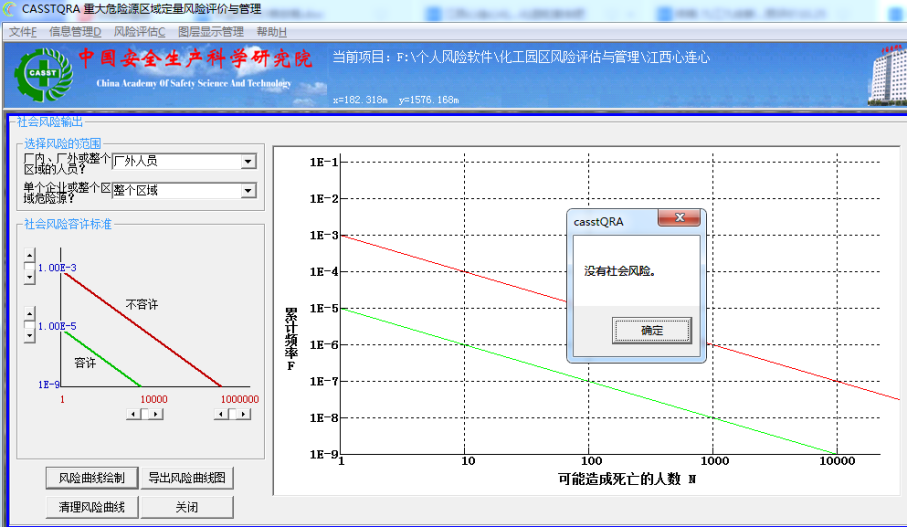 CASSTQRA 重大危险源区域定量风险评价与管理
文件F 信息管理D 风险评估C 图层显示管理 帮助H
CASST
中国安全生产科学研究院
China Academy Of Safety Science And Technology
当前项目：F:\个人风险软件\化工园区风险评估与管理\江西心连心
x=182.318m y=1576.168m
社会风险输出
选择风险的范围
厂内、厂外或整个区域的人员？
厂外人员
单个企业或整个区域危险源？
整个区域
社会风险容许标准
1.00E-3
不容许
1.00E-5
容许
1E-9
1 10000 1000000
风险曲线绘制 导出风险曲线图
清理风险曲线 关闭
1E-1
1E-2
1E-3
1E-4
1E-5
1E-6
1E-7
1E-8
1E-9
累计频率F
1 10 100 1000 10000
可能造成死亡的人数 N
casstQRA
没有社会风险。
确定